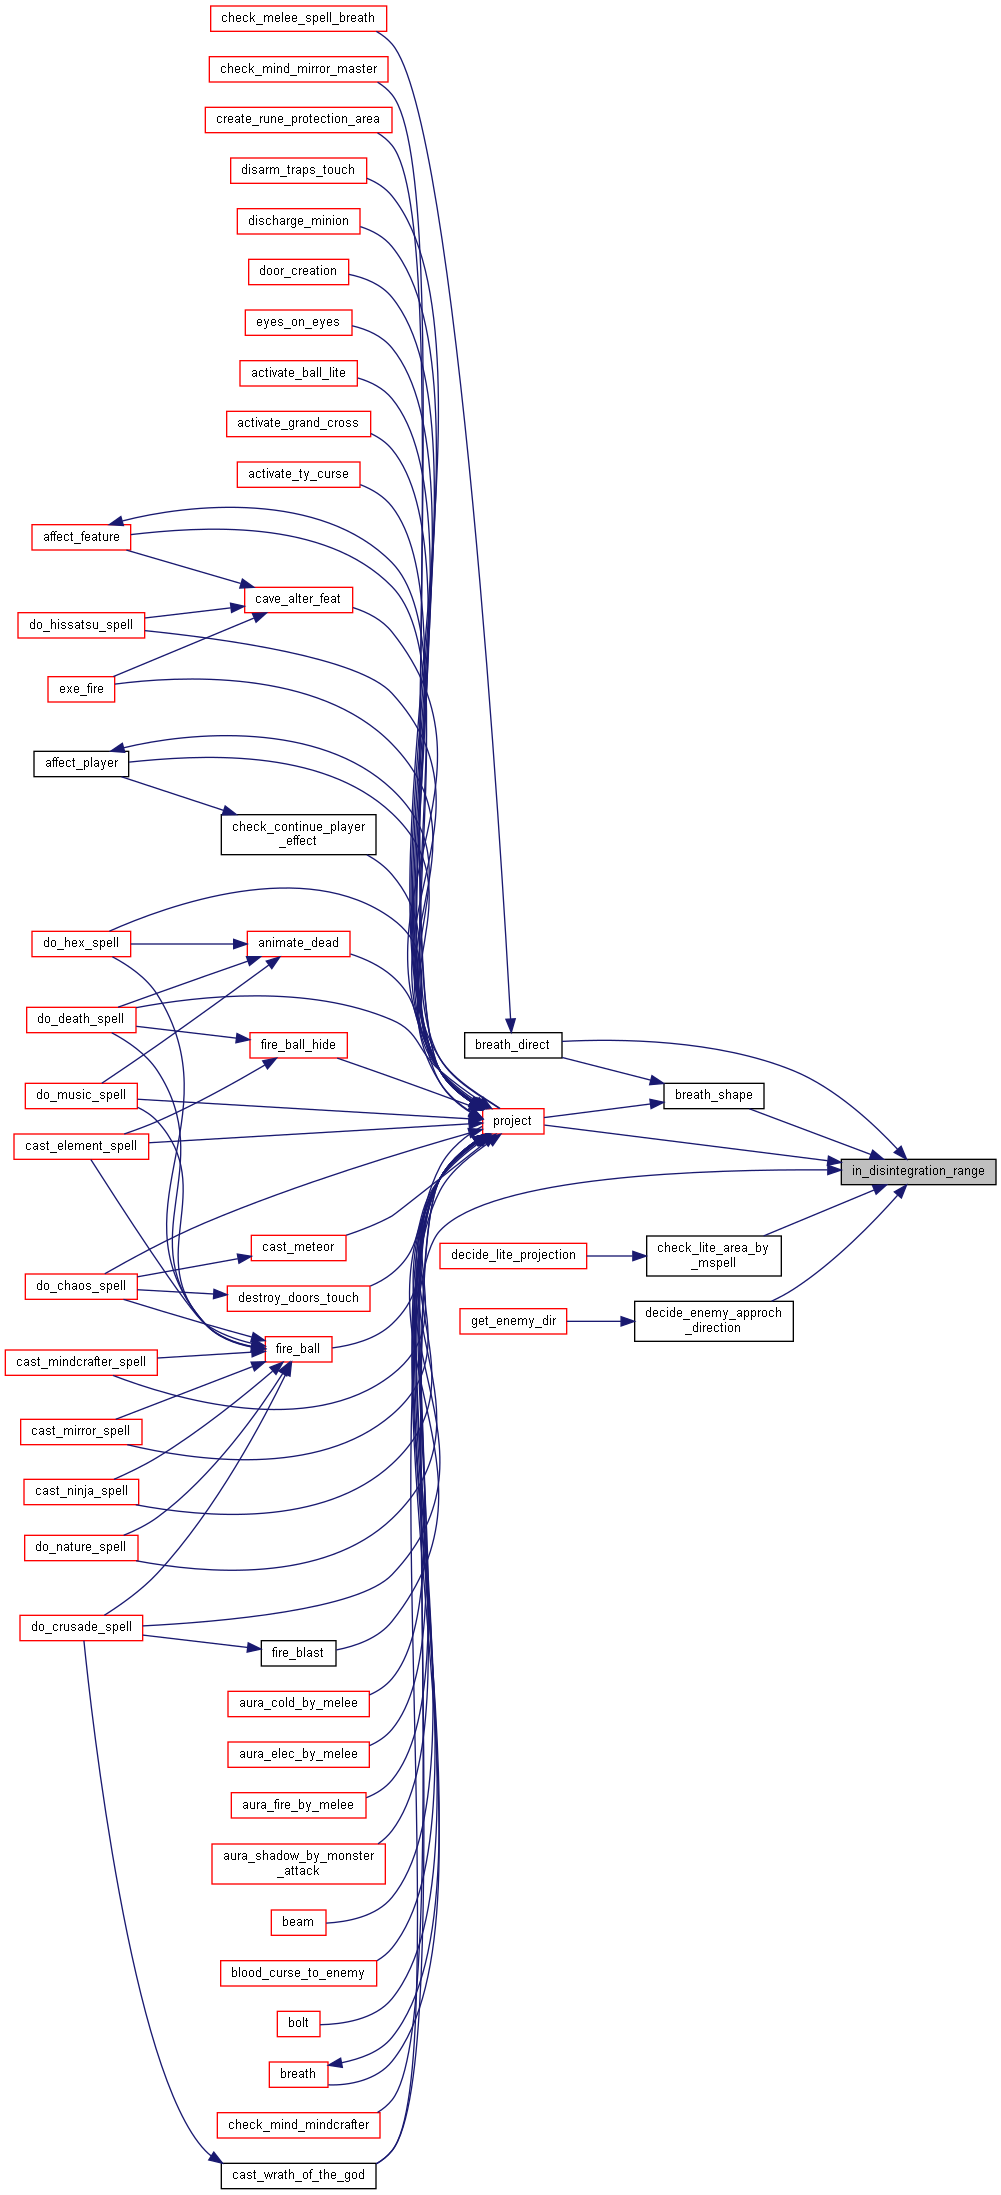 check_melee_spell_breath
check_mind_mirror_master
create_rune_protection_area
disarm_traps_touch
discharge_minion
door_creation
eyes_on_eyes
activate_ball_lite
activate_grand_cross
activate_ty_curse
affect_feature
cave_alter_feat
do_hissatsu_spell
exe_fire
affect_player
check_continue_player
_effect
do_hex_spell
animate_dead
do_death_spell
fire_ball_hide
breath_direct
do_music_spell
breath_shape
project
cast_element_spell
in_disintegration_range
cast_meteor
decide_lite_projection
check_lite_area_by
_mspell
do_chaos_spell
destroy_doors_touch
get_enemy_dir
decide_enemy_approch
_direction
fire_ball
cast_mindcrafter_spell
cast_mirror_spell
cast_ninja_spell
do_nature_spell
do_crusade_spell
fire_blast
aura_cold_by_melee
aura_elec_by_melee
aura_fire_by_melee
aura_shadow_by_monster
_attack
beam
blood_curse_to_enemy
bolt
breath
check_mind_mindcrafter
cast_wrath_of_the_god